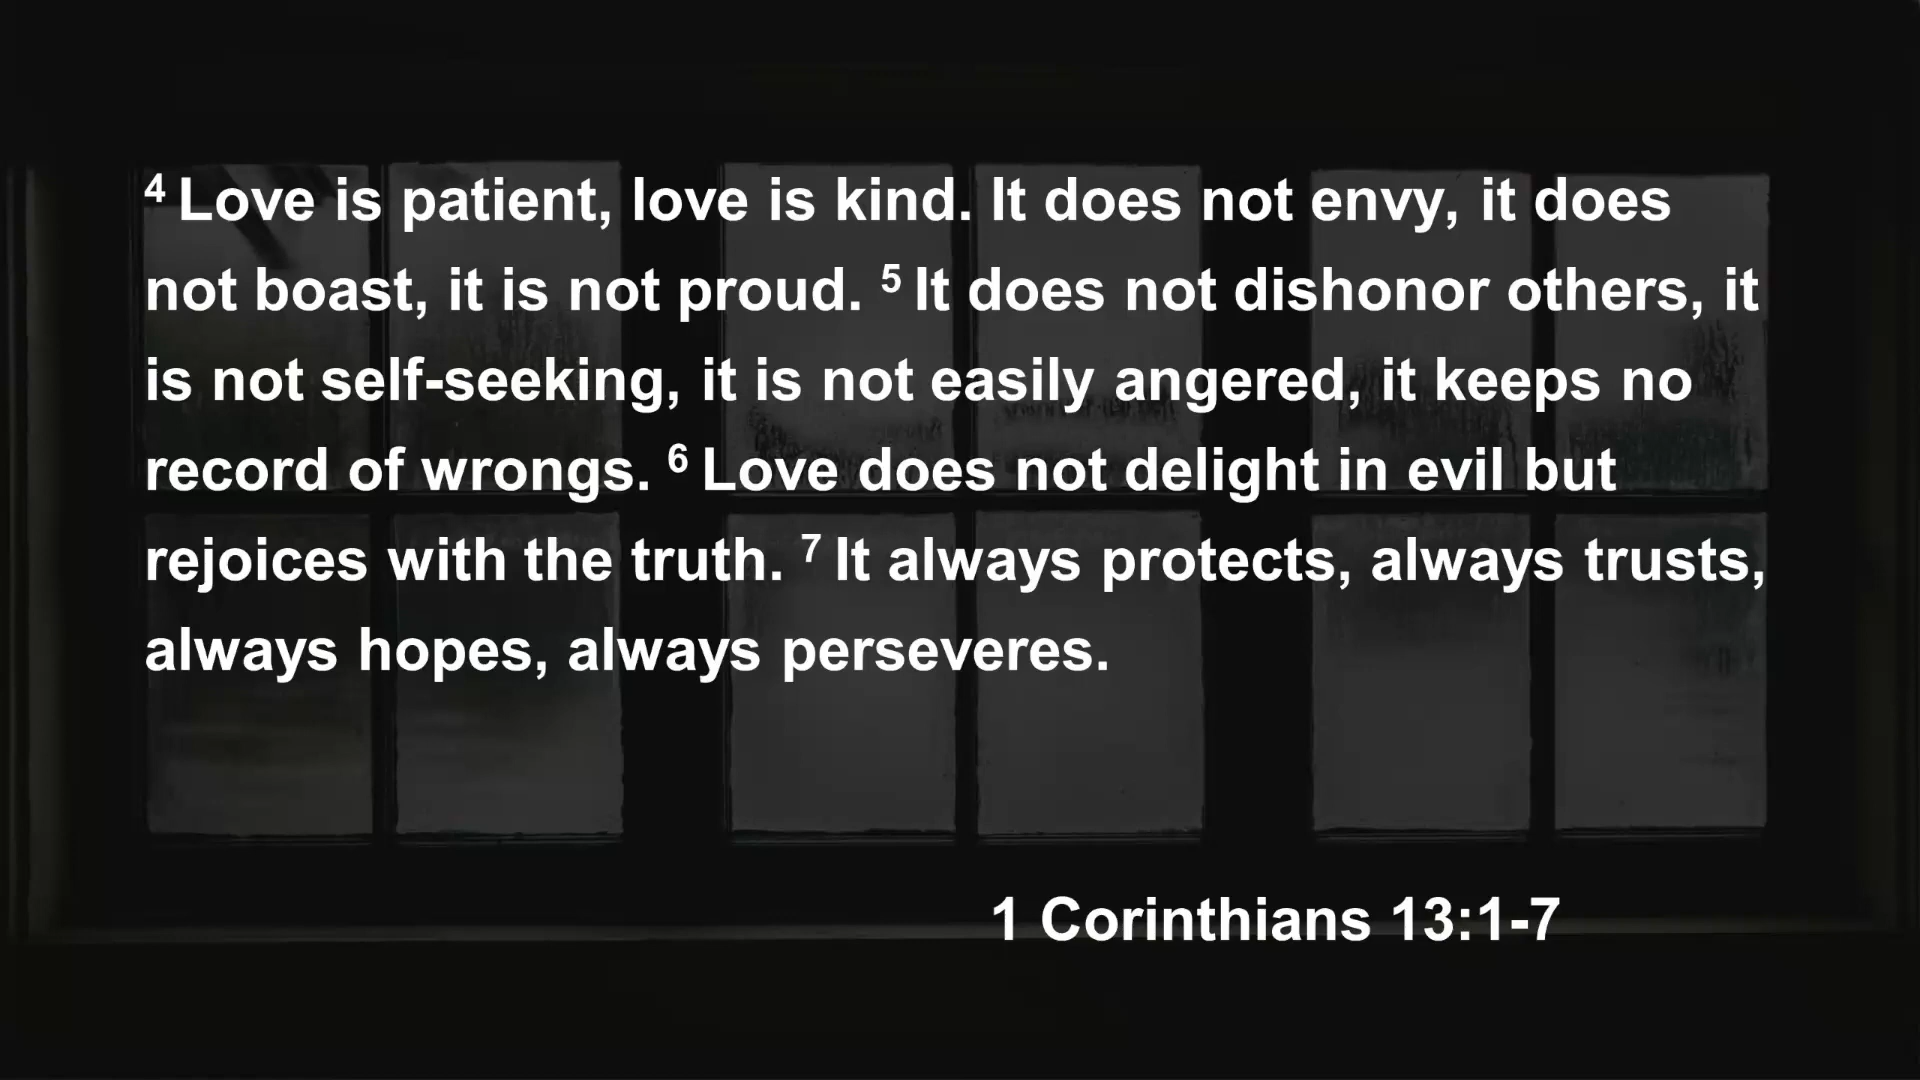 4 Love is patient, love is kind. It does not envy, it does
not boast, it is not proud. 5 It does not dishonor others, it
is not self-seeking, it is not easily angered, it keeps no
record of wrongs. 6 Love does not delight in evil but
rejoices with the truth. 7 It always protects, always trusts,
always hopes, always perseveres.
1 Corinthians 13:1-7